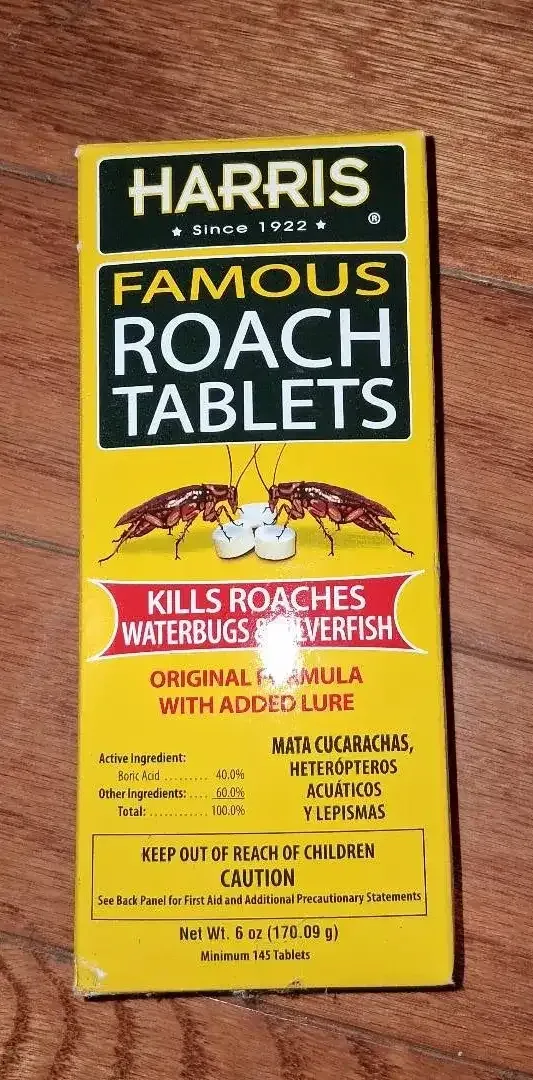 HARRIS
®
★ Since 1922 ★
FAMOUS
ROACH
TABLETS
KILLS ROACHES
WATERBUGS & SILVERFISH
ORIGINAL FORMULA
WITH ADDED LURE
Active Ingredient:
Boric Acid ......... 40.0%
Other Ingredients: .... 60.0%
Total: ............ 100.0%
MATA CUCARACHAS,
HETERÓPTEROS
ACUÁTICOS
Y LEPISMAS
KEEP OUT OF REACH OF CHILDREN
CAUTION
See Back Panel for First Aid and Additional Precautionary Statements
Net Wt. 6 oz (170.09 g)
Minimum 145 Tablets